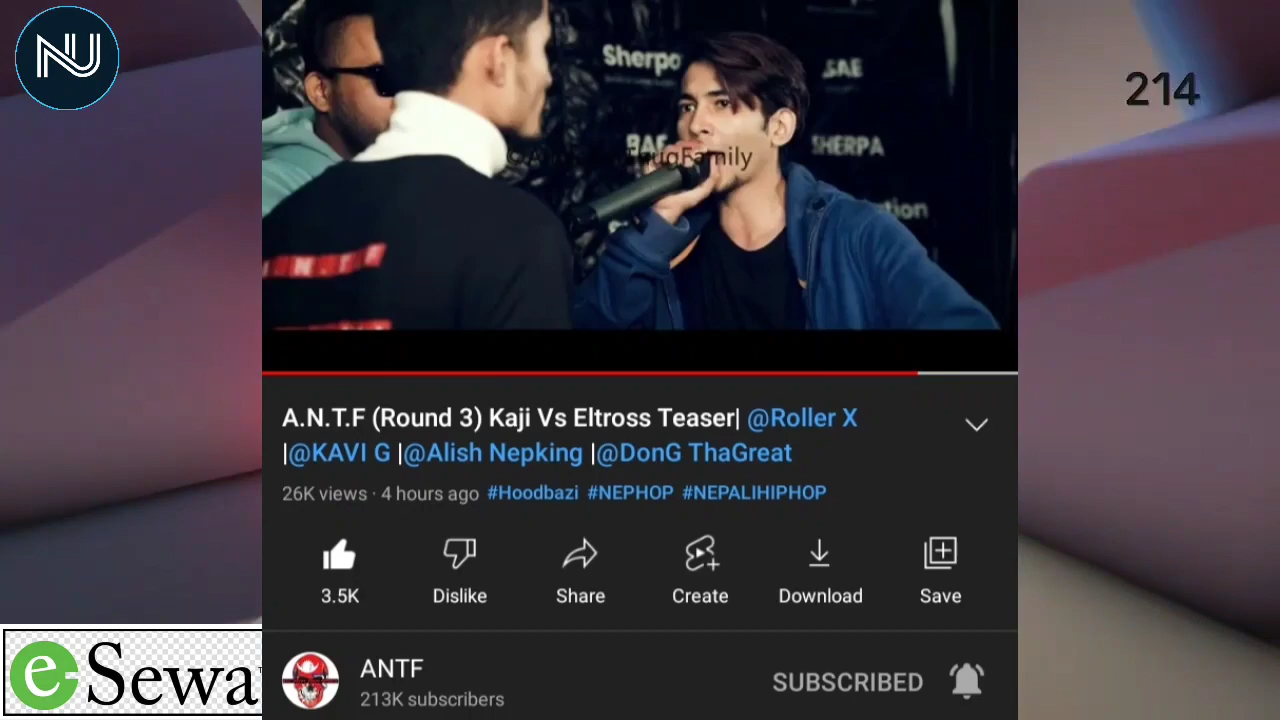 NU
214
Sherpa
SAE
SHERPA
A.N.T.F (Round 3) Kaji Vs Eltross Teaser| @Roller X
|@KAVI G |@Alish Nepking |@DonG ThaGreat
26K views · 4 hours ago #Hoodbazi #NEPHOP #NEPALIHIPHOP
3.5K Dislike Share Create Download Save
ANTF
213K subscribers
SUBSCRIBED
e-Sewa